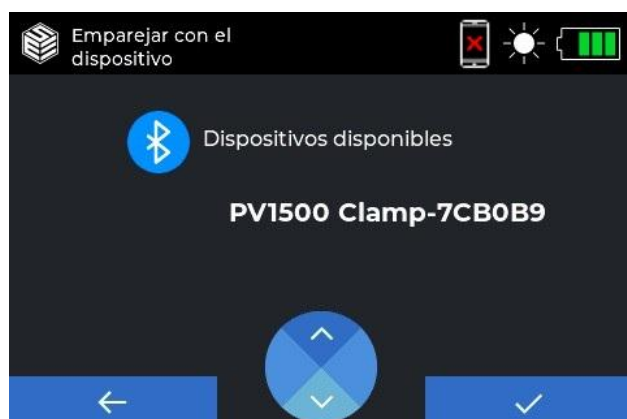 Emparejar con el
dispositivo
Dispositivos disponibles
PV1500 Clamp-7CB0B9